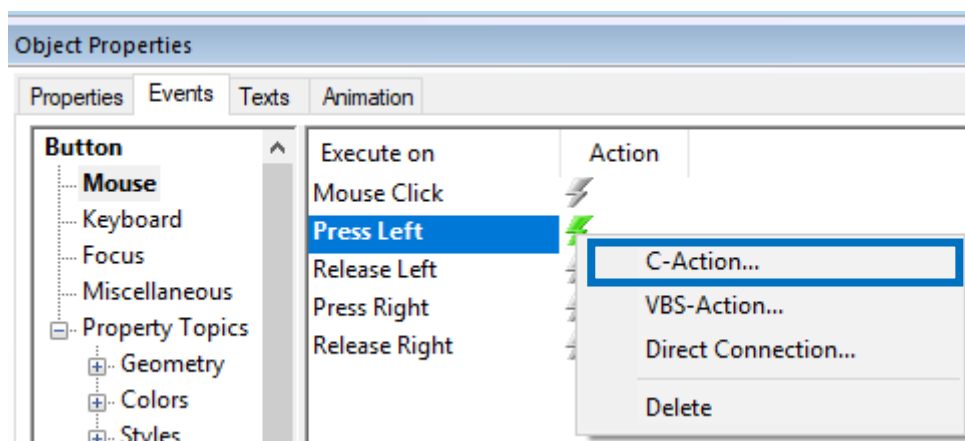 Object Properties
Properties Events Texts Animation
Button
Mouse
Keyboard
Focus
Miscellaneous
Property Topics
Geometry
Colors
Styles
Execute on Action
Mouse Click
Press Left
Release Left
Press Right
Release Right
C-Action...
VBS-Action...
Direct Connection...
Delete